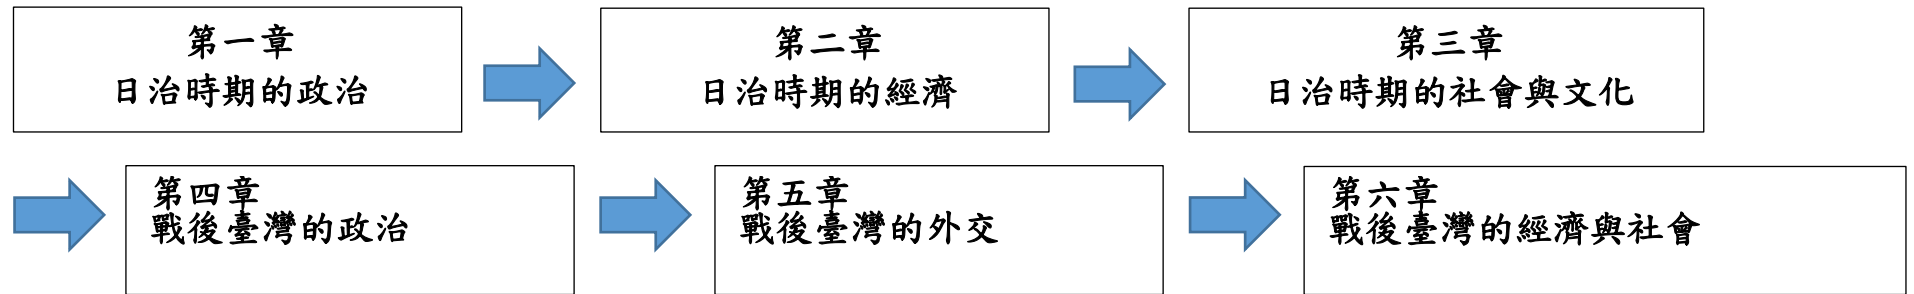 第一章
日治時期的政治
第二章
日治時期的經濟
第三章
日治時期的社會與文化
第四章
戰後臺灣的政治
第五章
戰後臺灣的外交
第六章
戰後臺灣的經濟與社會